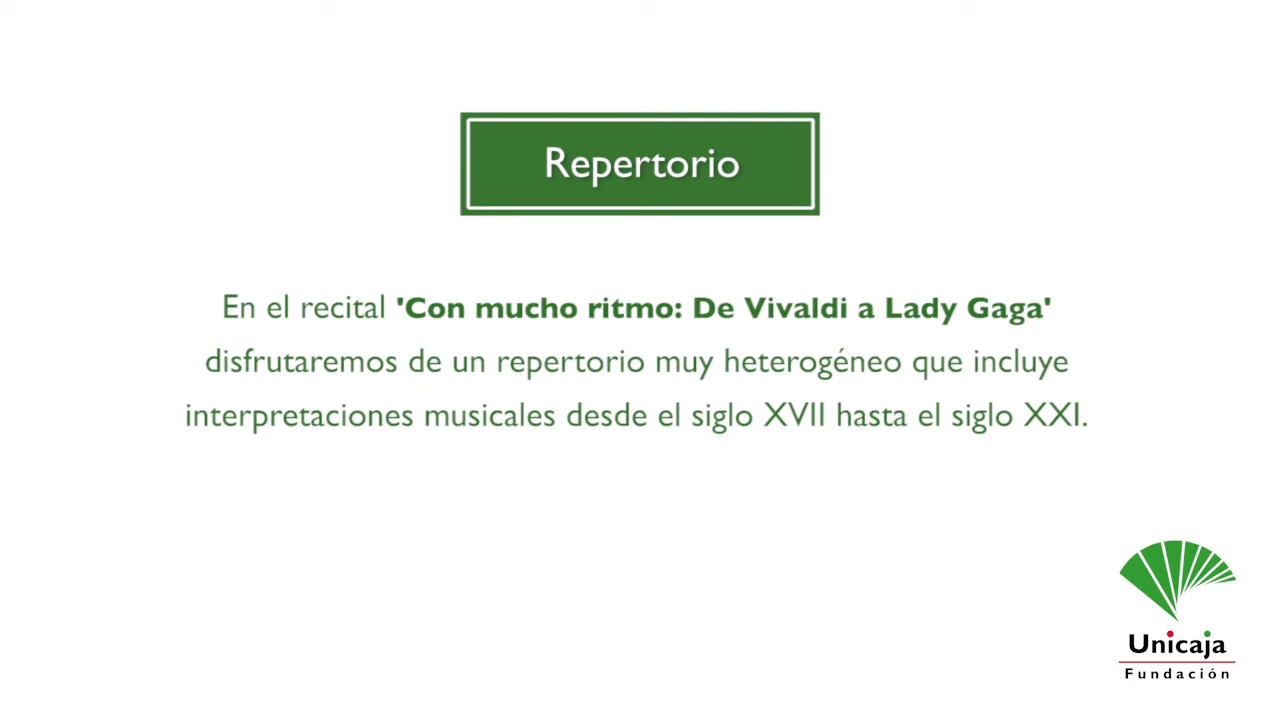 Repertorio
En el recital 'Con mucho ritmo: De Vivaldi a Lady Gaga'
disfrutaremos de un repertorio muy heterogéneo que incluye
interpretaciones musicales desde el siglo XVII hasta el siglo XXI.
Unicaja
Fundación